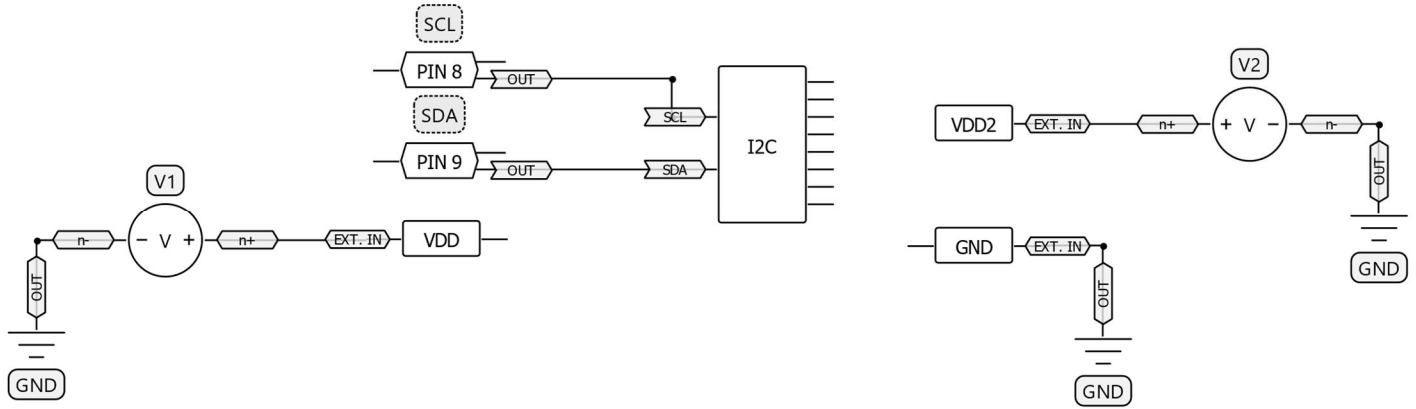 SCL
PIN 8
OUT
SDA
SCL
PIN 9
OUT
SDA
I2C
V1
n-
− V +
n+
EXT. IN
VDD
OUT
GND
V2
VDD2
EXT. IN
n+
+ V −
n-
OUT
GND
GND
EXT. IN
OUT
GND